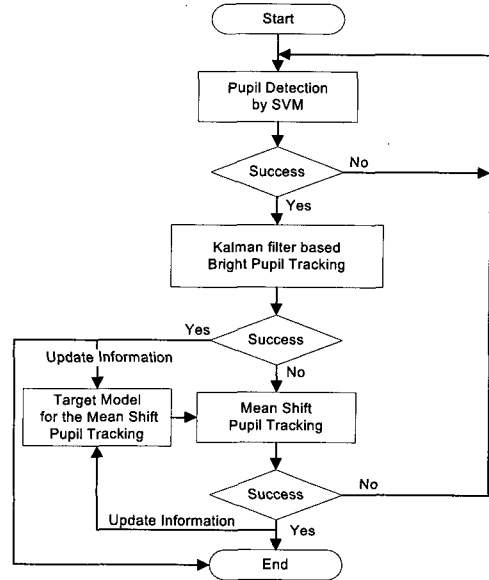 Start
Pupil Detection
by SVM
Success
No
Yes
Kalman filter based
Bright Pupil Tracking
Yes
Success
Update Information
No
Target Model
for the Mean Shift
Pupil Tracking
Mean Shift
Pupil Tracking
Success
No
Update Information
Yes
End